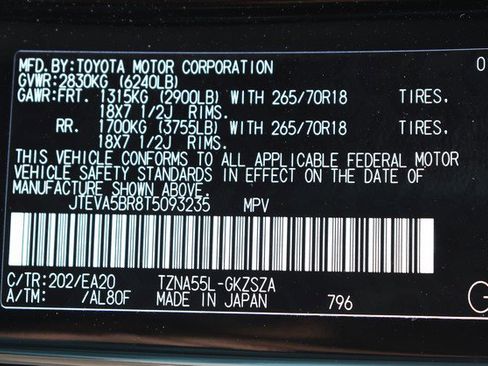 MFD.BY:TOYOTA MOTOR CORPORATION 0
GVWR:2830KG (6240LB)
GAWR:FRT. 1315KG (2900LB) WITH 265/70R18 TIRES.
18X7 1/2J RIMS.
RR. 1700KG (3755LB) WITH 265/70R18 TIRES.
18X7 1/2J RIMS.
THIS VEHICLE CONFORMS TO ALL APPLICABLE FEDERAL MOTOR
VEHICLE SAFETY STANDARDS IN EFFECT ON THE DATE OF
MANUFACTURE SHOWN ABOVE.
JTEVA5BR8T5093235 MPV
C/TR:202/EA20 TZNA55L-GKZSZA
A/TM: /AL80F MADE IN JAPAN 796